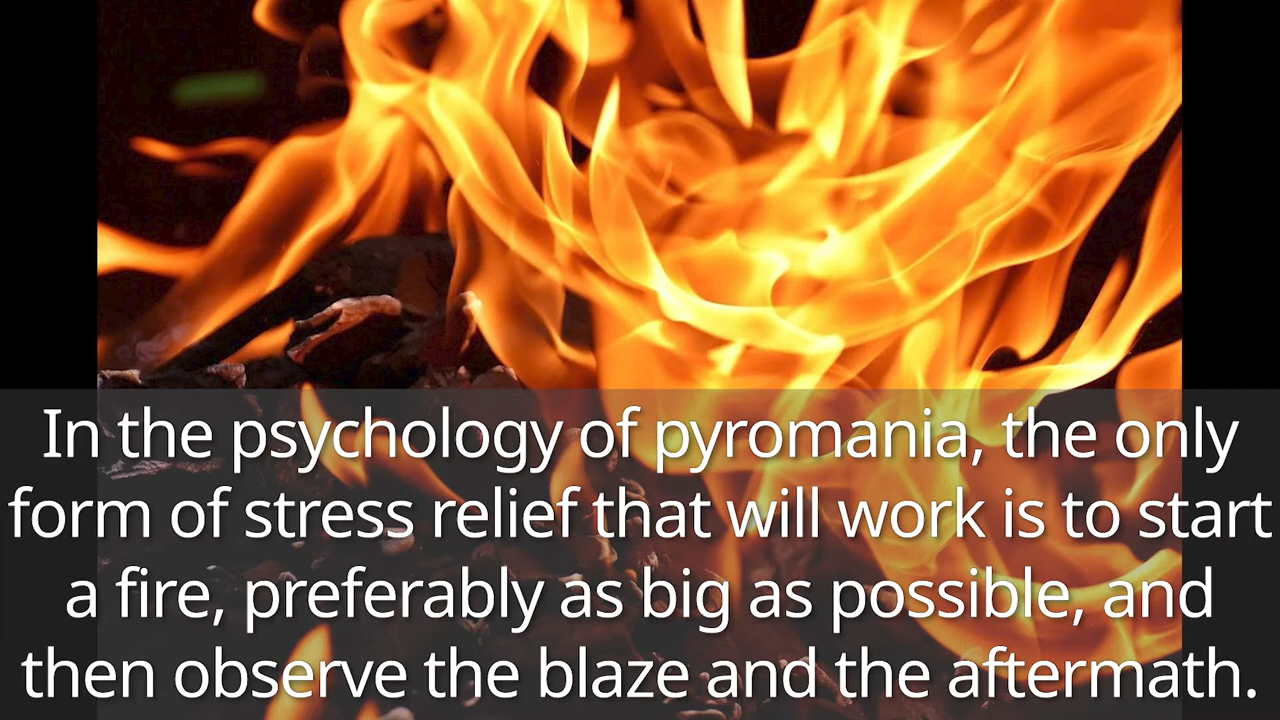 In the psychology of pyromania, the only
form of stress relief that will work is to start
a fire, preferably as big as possible, and
then observe the blaze and the aftermath.